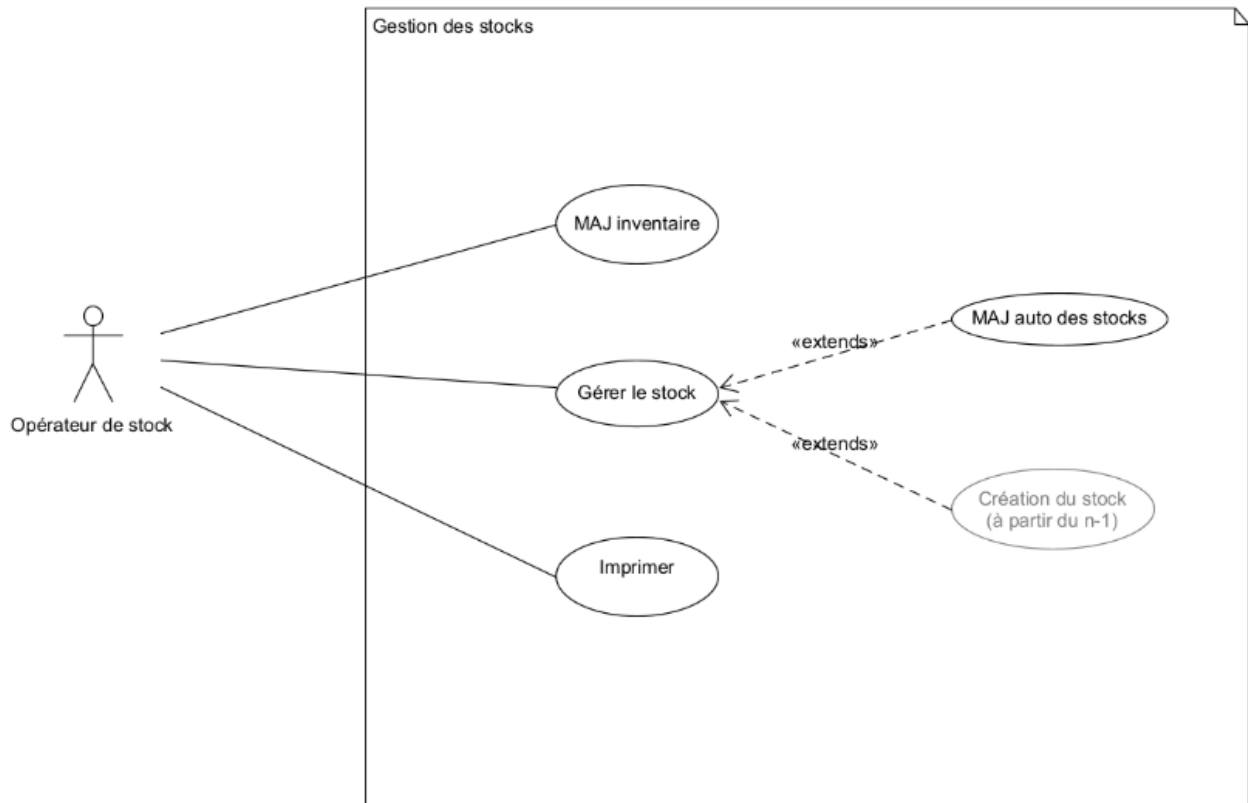 Gestion des stocks
MAJ inventaire
MAJ auto des stocks
«extends»
Gérer le stock
Opérateur de stock
«extends»
Création du stock
(à partir du n-1)
Imprimer